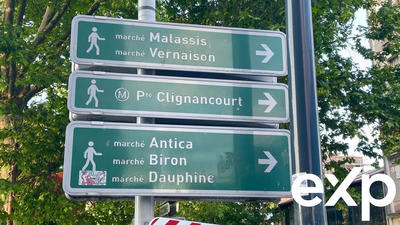 marché Malassis
marché Vernaison
M Pte Clignancourt
marché Antica
marché Biron
marché Dauphine
exp